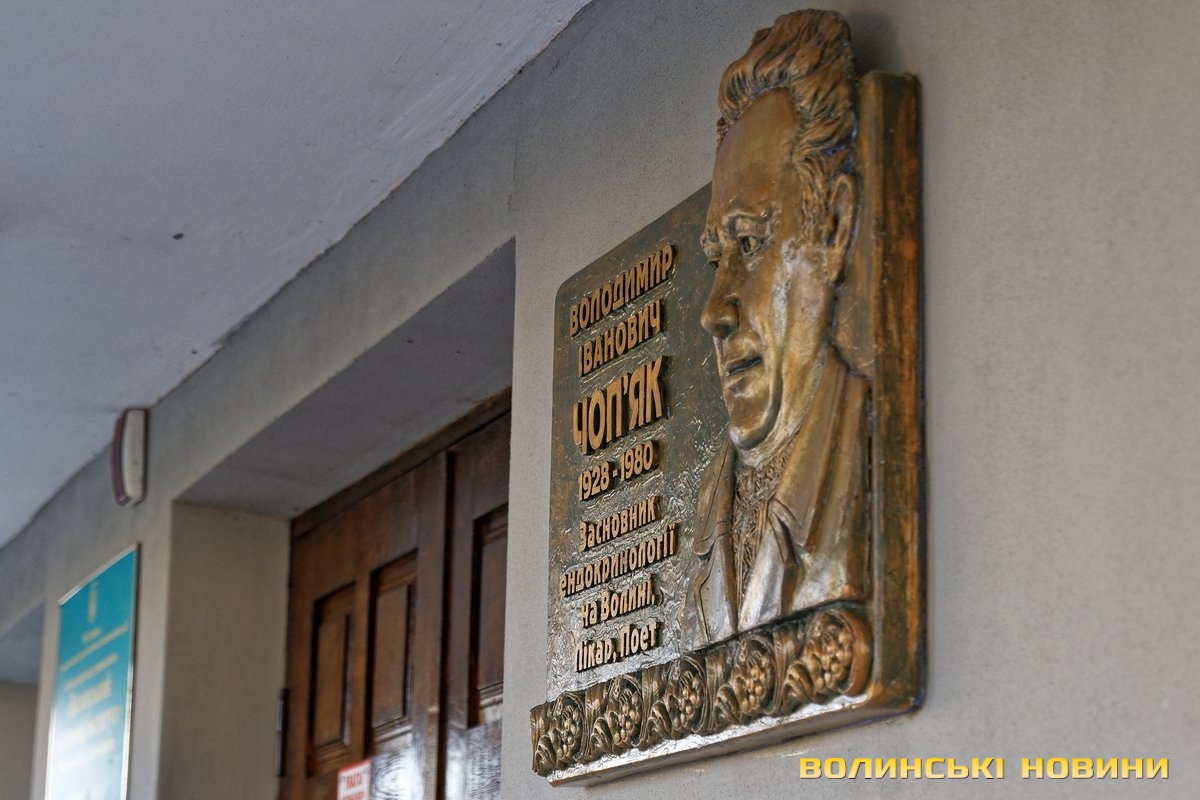 ВОЛОДИМИР
ІВАНОВИЧ
ЧОП'ЯК
1928 - 1980
Засновник
ендокринології
на Волині.
Лікар. Поет
ВОЛИНСЬКІ НОВИНИ